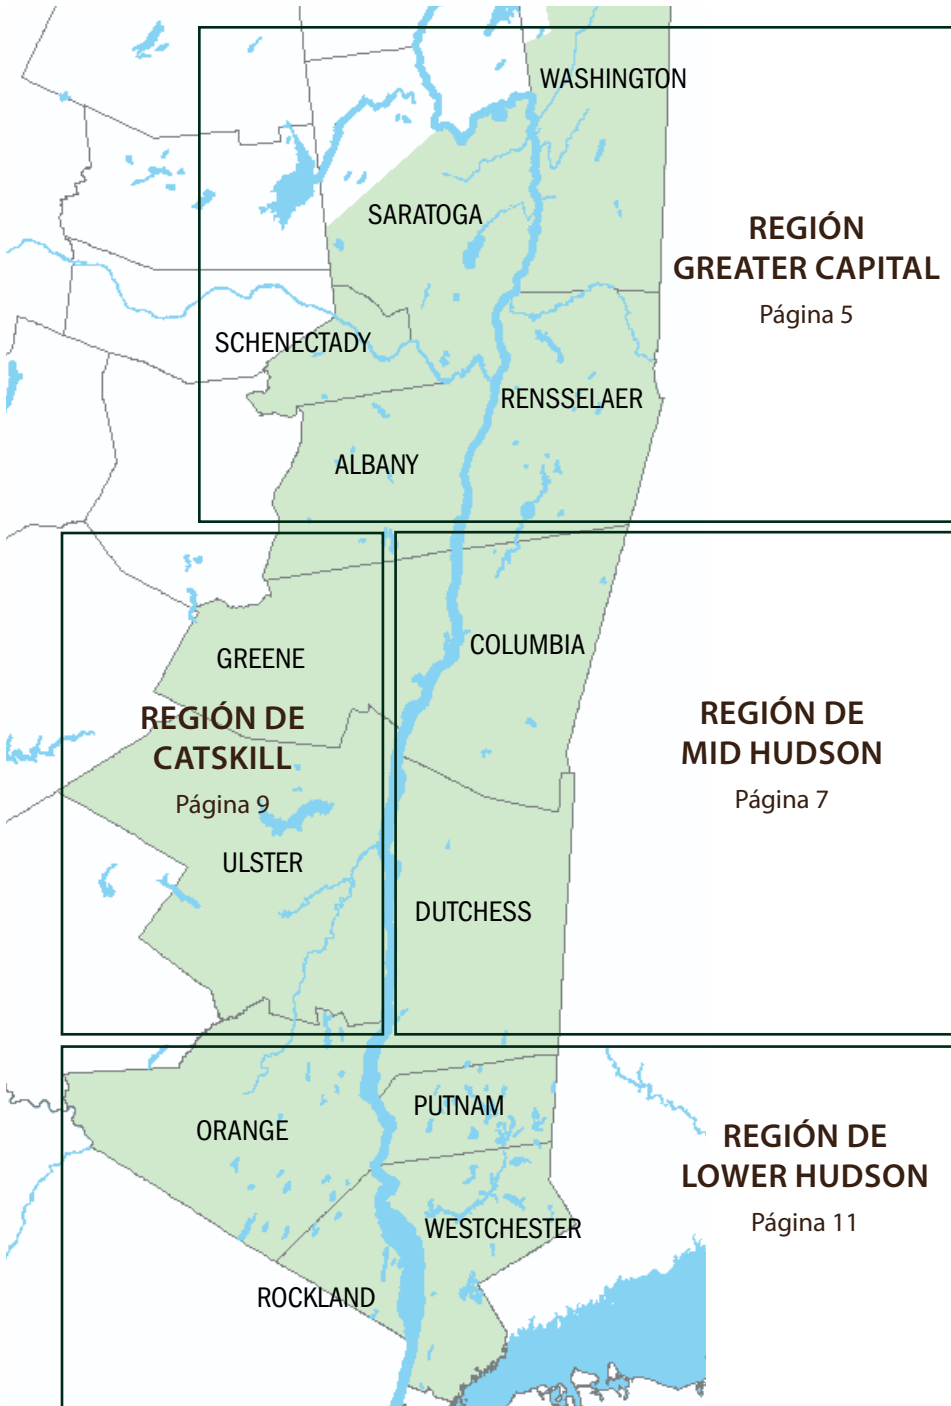 WASHINGTON
SARATOGA
REGIÓN
GREATER CAPITAL
Página 5
SCHENECTADY
RENSSELAER
ALBANY
GREENE
COLUMBIA
REGIÓN DE
CATSKILL
Página 9
REGIÓN DE
MID HUDSON
Página 7
ULSTER
DUTCHESS
ORANGE
PUTNAM
REGIÓN DE
LOWER HUDSON
Página 11
WESTCHESTER
ROCKLAND